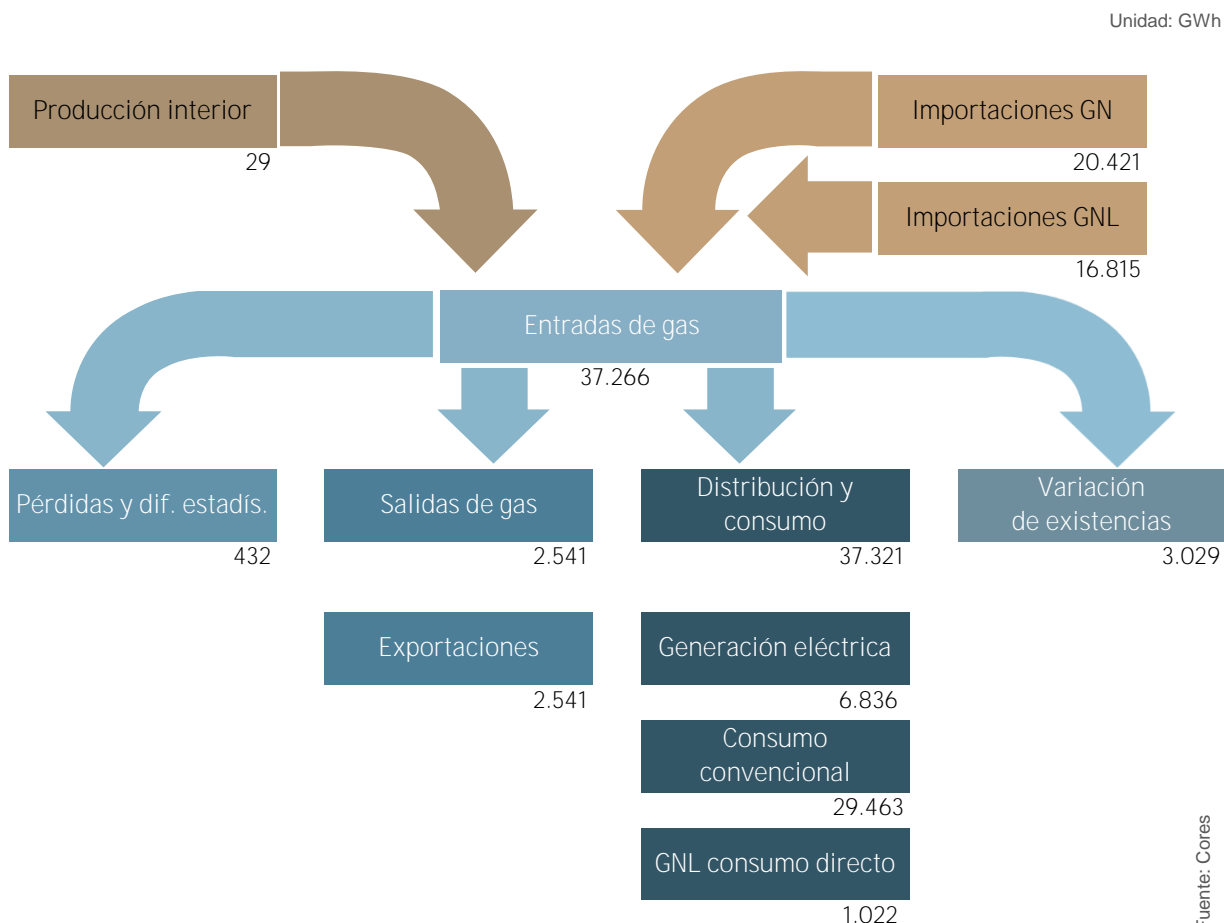 Unidad: GWh
Producción interior
29
Importaciones GN
20.421
Importaciones GNL
16.815
Entradas de gas
37.266
Pérdidas y dif. estadís.
432
Salidas de gas
2.541
Distribución y
consumo
37.321
Variación
de existencias
3.029
Exportaciones
2.541
Generación eléctrica
6.836
Consumo
convencional
29.463
GNL consumo directo
1.022
Fuente: Cores